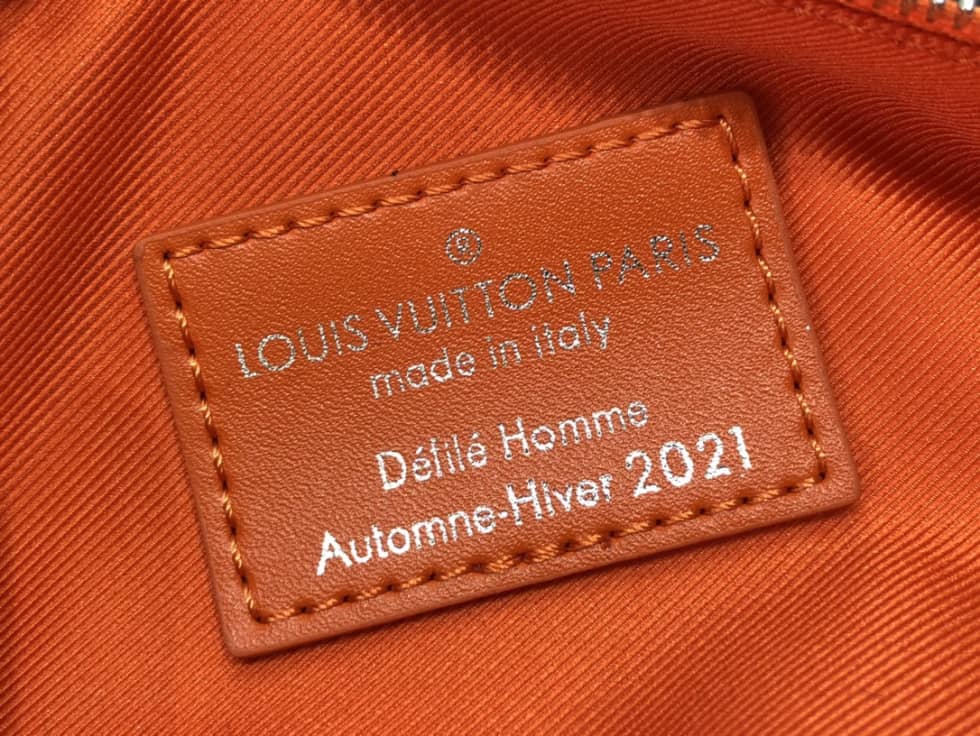 ®
LOUIS VUITTON PARIS
made in italy
Défilé Homme
Automne-Hiver 2021